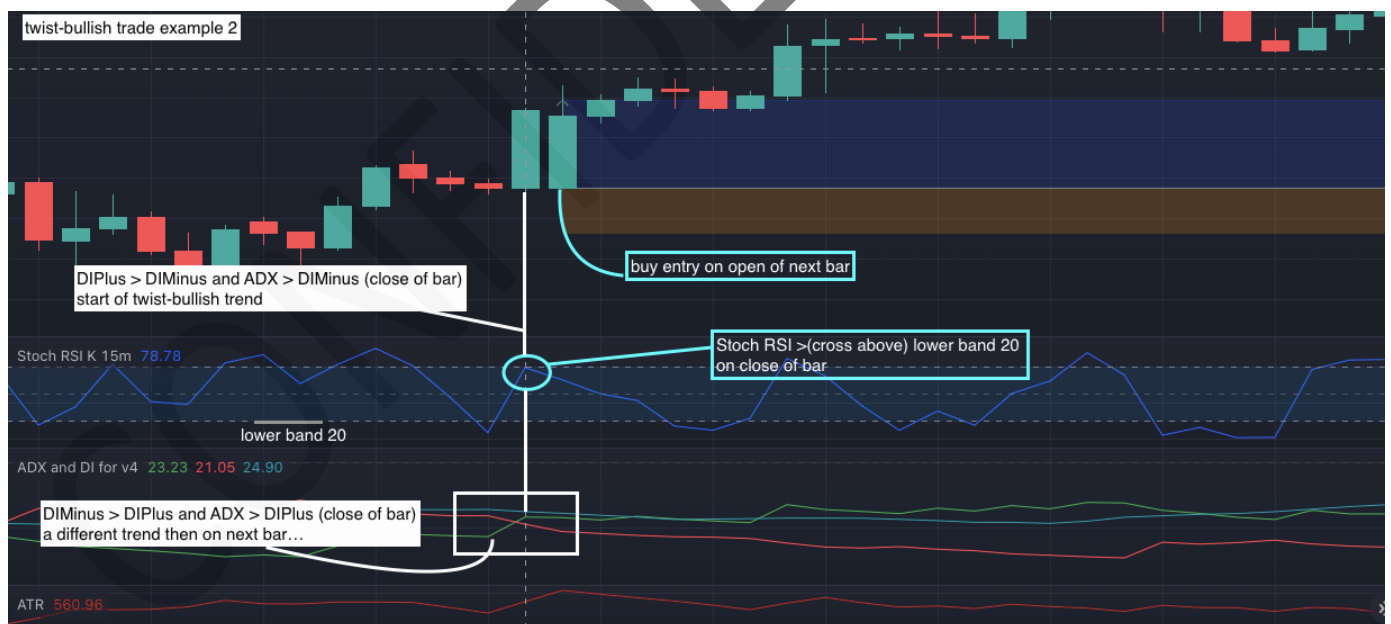 twist-bullish trade example 2
buy entry on open of next bar
DIPlus > DIMinus and ADX > DIMinus (close of bar)
start of twist-bullish trend
Stoch RSI >(cross above) lower band 20
on close of bar
Stoch RSI K 15m 78.78
lower band 20
ADX and DI for v4 23.23 21.05 24.90
DIMinus > DIPlus and ADX > DIPlus (close of bar)
a different trend then on next bar...
ATR 560.96
CONFIDE